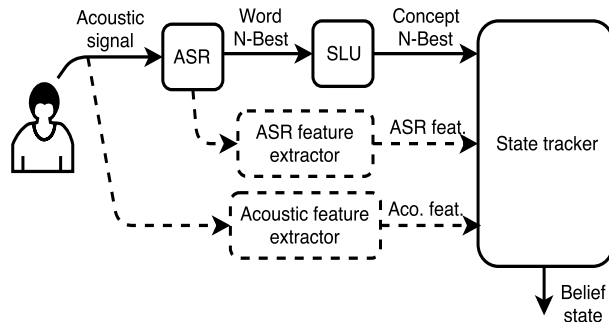 Acoustic
signal
ASR
Word
N-Best
SLU
Concept
N-Best
ASR feature
extractor
ASR feat.
State tracker
Acoustic feature
extractor
Aco. feat.
Belief
state